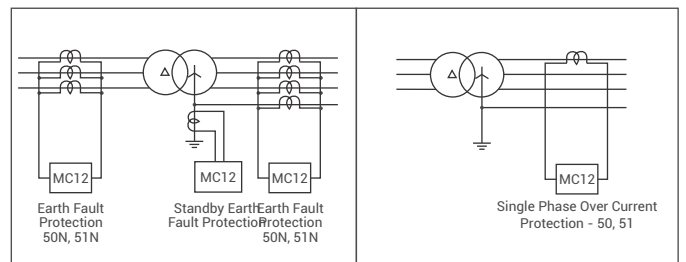 MC12
MC12
MC12
Earth Fault
Protection
50N, 51N
Standby Earth
Fault Protection
Earth Fault
Protection
50N, 51N
MC12
Single Phase Over Current
Protection - 50, 51